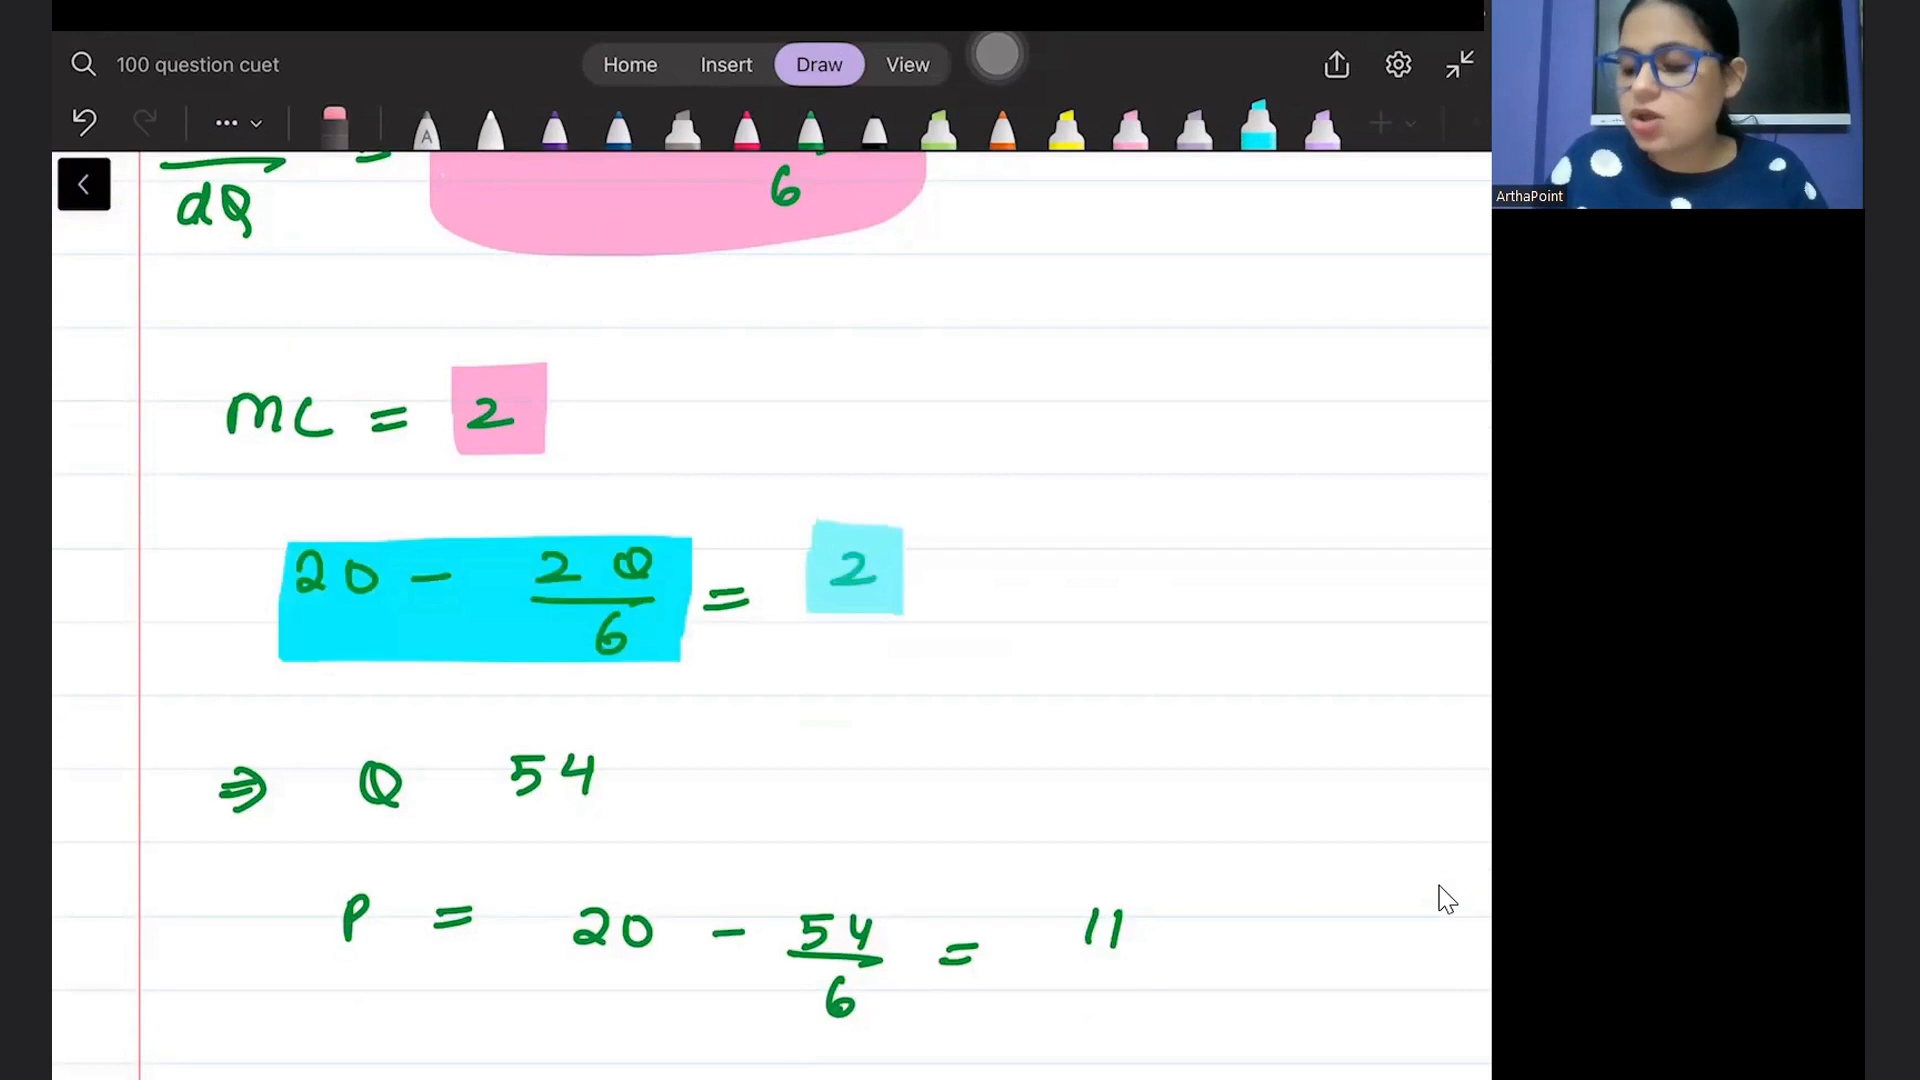 100 question cuet
Home Insert Draw View
A
ArthaPoint
dQ = 6
MC = 2
20 - 2Q = 2
6
⇒ Q 54
P = 20 - 54 = 11
6